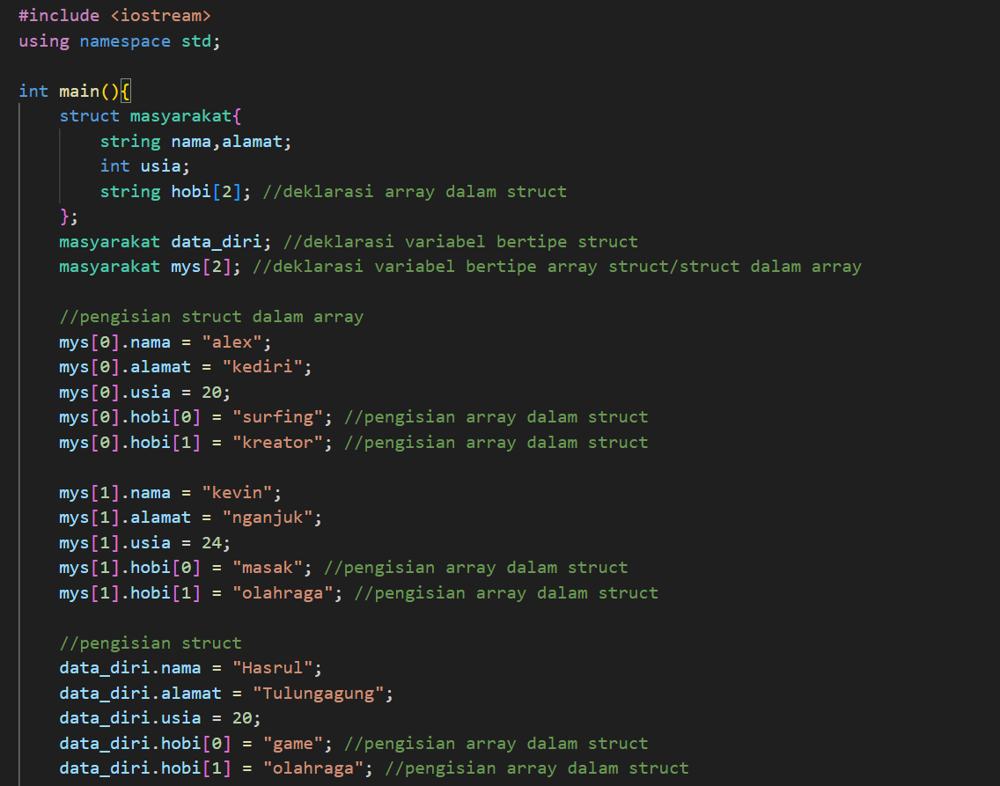 #include <iostream>
using namespace std;
int main(){
struct masyarakat{
string nama,alamat;
int usia;
string hobi[2]; //deklarasi array dalam struct
};
masyarakat data_diri; //deklarasi variabel bertipe struct
masyarakat mys[2]; //deklarasi variabel bertipe array struct/struct dalam array
//pengisian struct dalam array
mys[0].nama = "alex";
mys[0].alamat = "kediri";
mys[0].usia = 20;
mys[0].hobi[0] = "surfing"; //pengisian array dalam struct
mys[0].hobi[1] = "kreator"; //pengisian array dalam struct
mys[1].nama = "kevin";
mys[1].alamat = "nganjuk";
mys[1].usia = 24;
mys[1].hobi[0] = "masak"; //pengisian array dalam struct
mys[1].hobi[1] = "olahraga"; //pengisian array dalam struct
//pengisian struct
data_diri.nama = "Hasrul";
data_diri.alamat = "Tulungagung";
data_diri.usia = 20;
data_diri.hobi[0] = "game"; //pengisian array dalam struct
data_diri.hobi[1] = "olahraga"; //pengisian array dalam struct